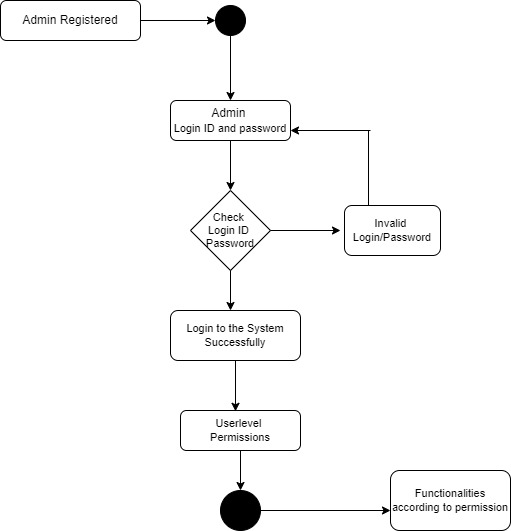 Admin Registered
Admin
Login ID and password
Check
Login ID
Password
Invalid
Login/Password
Login to the System
Successfully
Userlevel
Permissions
Functionalities
according to permission